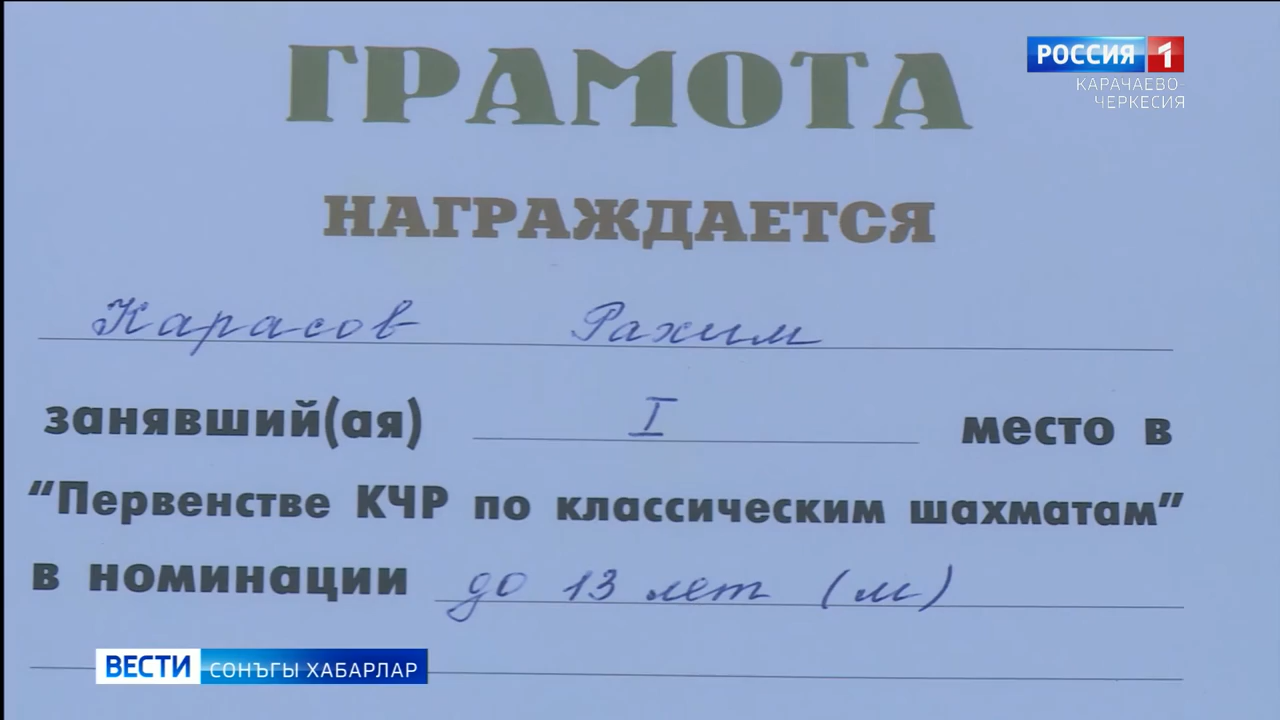 РОССИЯ 1
КАРАЧАЕВО-
ЧЕРКЕСИЯ
ГРАМОТА
НАГРАЖДАЕТСЯ
Карасов Рахим
занявший(ая) I место в
“Первенстве КЧР по классическим шахматам”
в номинации до 13 лет (м)
ВЕСТИ СОНЪГЫ ХАБАРЛАР